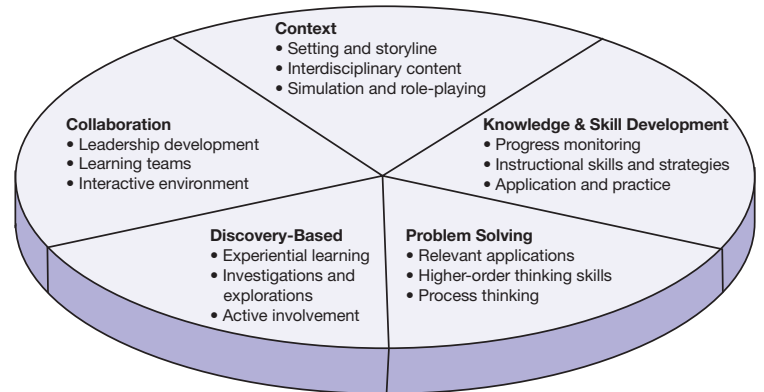 Context
• Setting and storyline
• Interdisciplinary content
• Simulation and role-playing
Collaboration
• Leadership development
• Learning teams
• Interactive environment
Knowledge & Skill Development
• Progress monitoring
• Instructional skills and strategies
• Application and practice
Discovery-Based
• Experiential learning
• Investigations and
explorations
• Active involvement
Problem Solving
• Relevant applications
• Higher-order thinking skills
• Process thinking